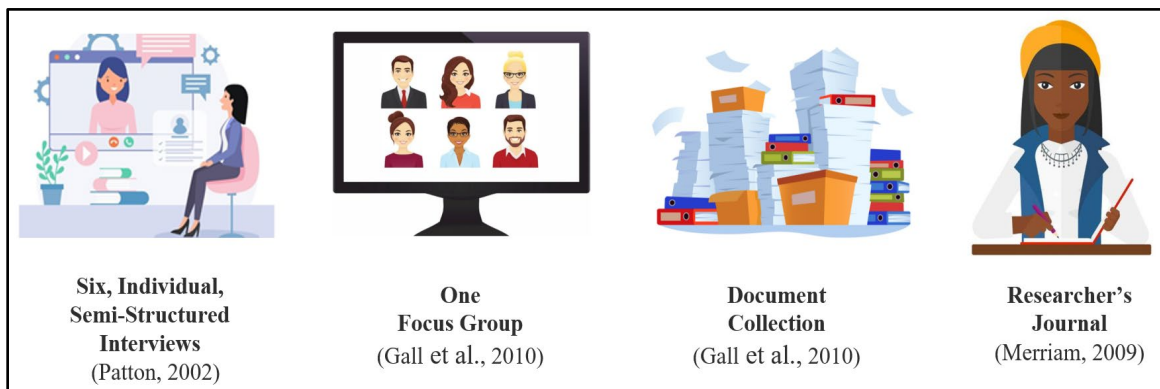 Six, Individual,
Semi-Structured
Interviews
(Patton, 2002)
One
Focus Group
(Gall et al., 2010)
Document
Collection
(Gall et al., 2010)
Researcher’s
Journal
(Merriam, 2009)